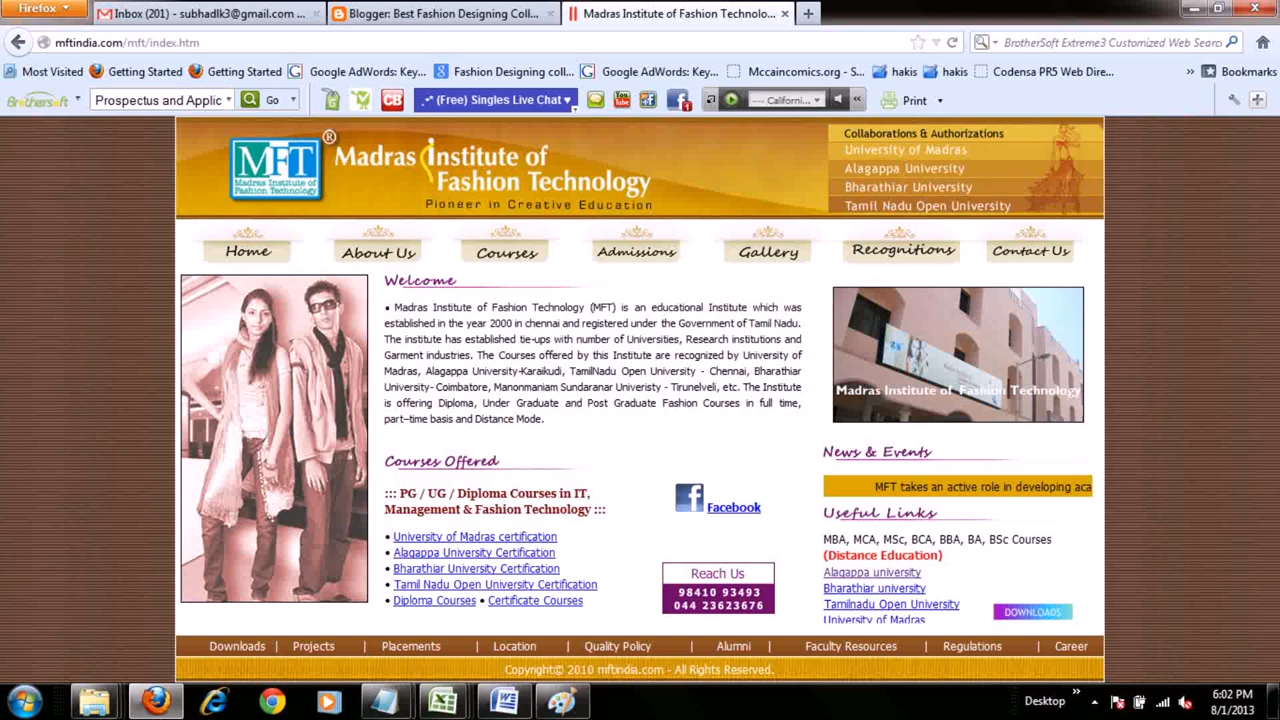 Firefox
Inbox (201) - subhadlk3@gmail.com ...
Blogger: Best Fashion Designing Coll...
Madras Institute of Fashion Technolo...
mftindia.com/mft/index.htm
BrotherSoft Extreme3 Customized Web Searc
Most Visited
Getting Started
Getting Started
Google AdWords: Key...
Fashion Designing coll...
Google AdWords: Key...
Mccaincomics.org - S...
hakis
hakis
Codensa PR5 Web Dire...
Bookmarks
Brothersoft
Prospectus and Applic
Go
CB
(Free) Singles Live Chat ♥
You Tube
1
---- Californi...
Print
MFT
Madras Institute of
Fashion Technology
®
Madras Institute of
Fashion Technology
Pioneer in Creative Education
Collaborations & Authorizations
University of Madras
Alagappa University
Bharathiar University
Tamil Nadu Open University
Home
About Us
Courses
Admissions
Gallery
Recognitions
Contact Us
Welcome
• Madras Institute of Fashion Technology (MFT) is an educational Institute which was
established in the year 2000 in chennai and registered under the Government of Tamil Nadu.
The institute has established tie-ups with number of Universities, Research institutions and
Garment industries. The Courses offered by this Institute are recognized by University of
Madras, Alagappa University-Karaikudi, TamilNadu Open University - Chennai, Bharathiar
University- Coimbatore, Manonmaniam Sundaranar Univeristy - Tirunelveli, etc. The Institute
is offering Diploma, Under Graduate and Post Graduate Fashion Courses in full time,
part–time basis and Distance Mode.
Madras Institute of Fashion Technology
Courses Offered
::: PG / UG / Diploma Courses in IT,
Management & Fashion Technology :::
• University of Madras certification
• Alagappa University Certification
• Bharathiar University Certification
• Tamil Nadu Open University Certification
• Diploma Courses • Certificate Courses
Facebook
Reach Us
98410 93493
044 23623676
News & Events
MFT takes an active role in developing aca
Useful Links
MBA, MCA, MSc, BCA, BBA, BA, BSc Courses
(Distance Education)
Alagappa university
Bharathiar university
Tamilnadu Open University
University of Madras
DOWNLOADS
Downloads | Projects | Placements | Location | Quality Policy | Alumni | Faculty Resources | Regulations | Career
Copyright© 2010 mftindia.com - All Rights Reserved.
Desktop
6:02 PM
8/1/2013